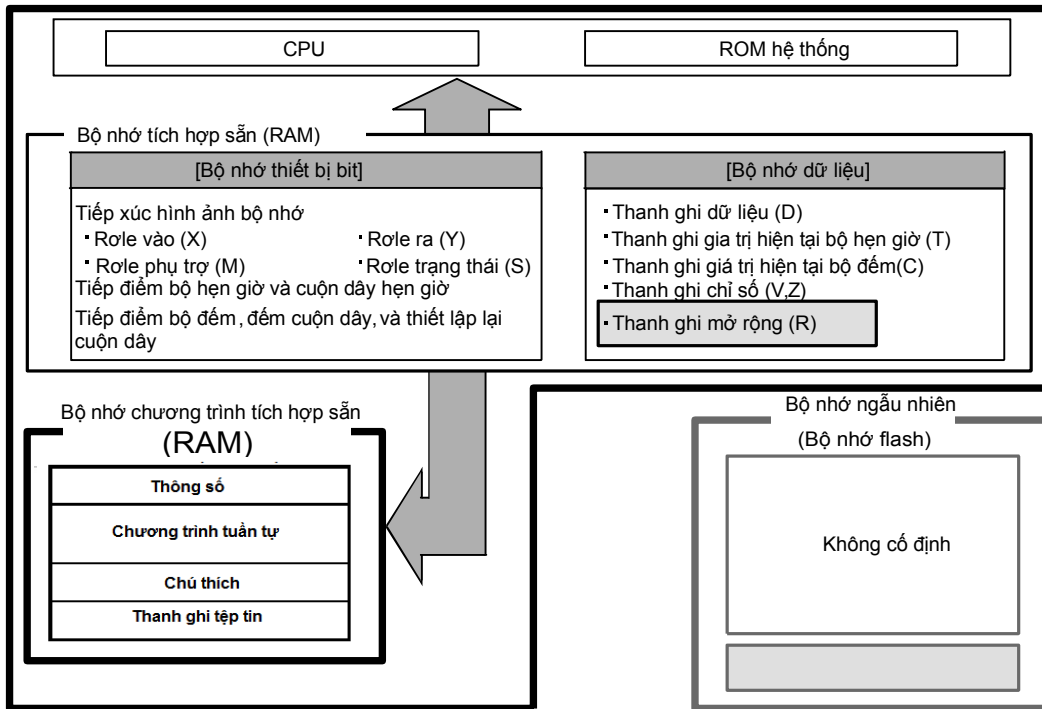 CPU
ROM hệ thống
Bộ nhớ tích hợp sẵn (RAM)
[Bộ nhớ thiết bị bit]
Tiếp xúc hình ảnh bộ nhớ
▪ Rơle vào (X)
▪ Rơle ra (Y)
▪ Rơle phụ trợ (M)
▪ Rơle trạng thái (S)
Tiếp điểm bộ hẹn giờ và cuộn dây hẹn giờ
Tiếp điểm bộ đếm, đếm cuộn dây, và thiết lập lại
cuộn dây
[Bộ nhớ dữ liệu]
▪ Thanh ghi dữ liệu (D)
▪ Thanh ghi gia trị hiện tại bộ hẹn giờ (T)
▪ Thanh ghi giá trị hiện tại bộ đếm(C)
▪ Thanh ghi chỉ số (V,Z)
▪ Thanh ghi mở rộng (R)
Bộ nhớ chương trình tích hợp sẵn
(RAM)
Thông số
Chương trình tuần tự
Chú thích
Thanh ghi tệp tin
Bộ nhớ ngẫu nhiên
(Bộ nhớ flash)
Không cố định